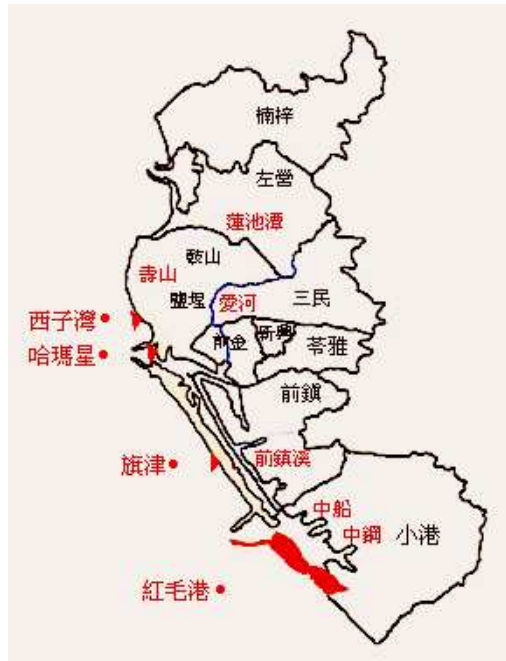 楠梓
左營
蓮池潭
鼓山
壽山
鹽埕
愛河
三民
西子灣
前金
新興
苓雅
哈瑪星
前鎮
旗津
前鎮溪
中船
中鋼
小港
紅毛港